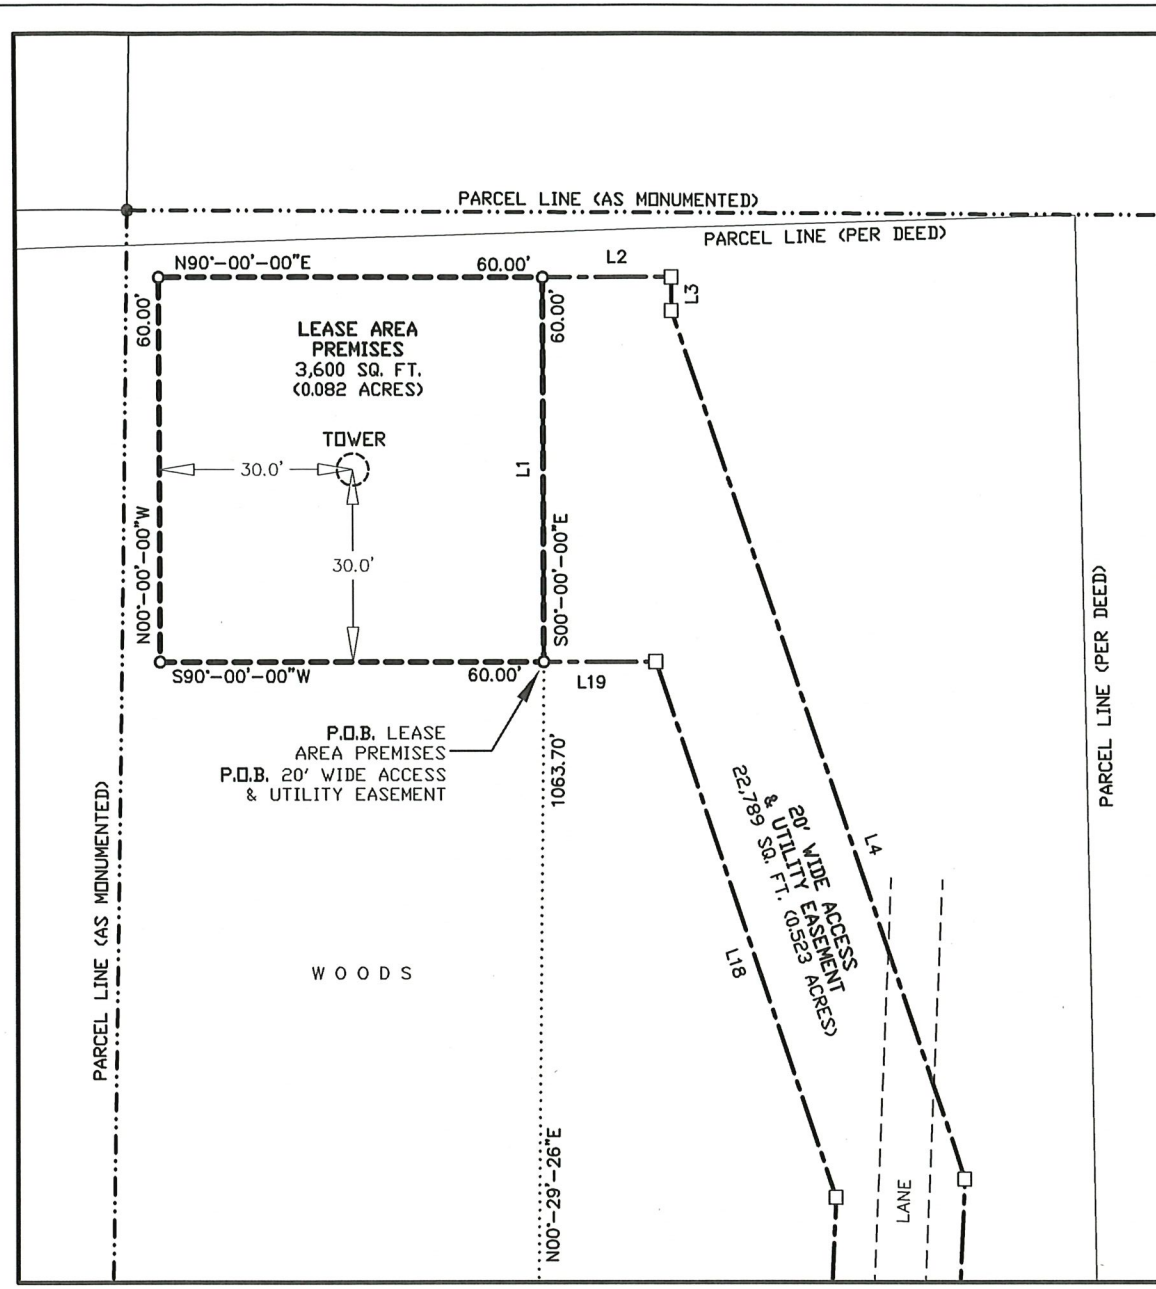 PARCEL LINE (AS MONUMENTED)
PARCEL LINE (PER DEED)
N90°-00'-00"E
60.00'
L2
L3
60.00'
60.00'
LEASE AREA
PREMISES
3,600 SQ. FT.
(0.082 ACRES)
TOWER
30.0'
30.0'
L1
N00°-00'-00"W
S00°-00'-00"E
S90°-00'-00"W
60.00'
L19
P.O.B. LEASE
AREA PREMISES
P.O.B. 20' WIDE ACCESS
& UTILITY EASEMENT
1063.70'
N00°-29'-26"E
PARCEL LINE (AS MONUMENTED)
WOODS
20' WIDE ACCESS
& UTILITY EASEMENT
22,789 SQ. FT. (0.523 ACRES)
L4
L18
LANE
PARCEL LINE (PER DEED)